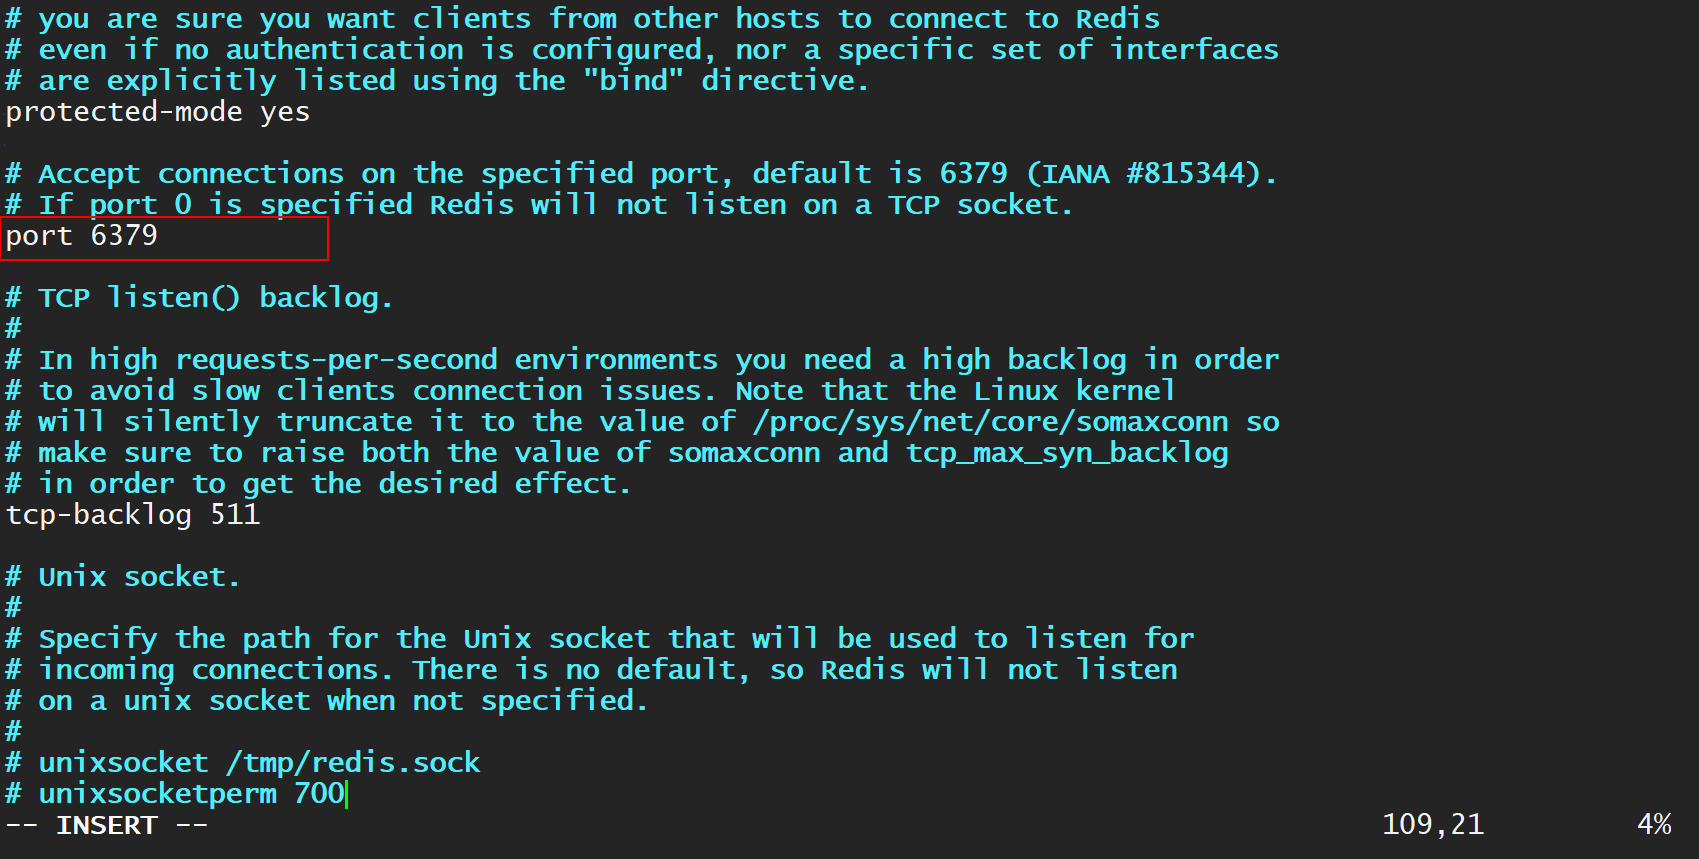 # you are sure you want clients from other hosts to connect to Redis
# even if no authentication is configured, nor a specific set of interfaces
# are explicitly listed using the "bind" directive.
protected-mode yes
# Accept connections on the specified port, default is 6379 (IANA #815344).
# If port 0 is specified Redis will not listen on a TCP socket.
port 6379
# TCP listen() backlog.
#
# In high requests-per-second environments you need a high backlog in order
# to avoid slow clients connection issues. Note that the Linux kernel
# will silently truncate it to the value of /proc/sys/net/core/somaxconn so
# make sure to raise both the value of somaxconn and tcp_max_syn_backlog
# in order to get the desired effect.
tcp-backlog 511
# Unix socket.
#
# Specify the path for the Unix socket that will be used to listen for
# incoming connections. There is no default, so Redis will not listen
# on a unix socket when not specified.
#
# unixsocket /tmp/redis.sock
# unixsocketperm 700
-- INSERT -- 109,21 4%